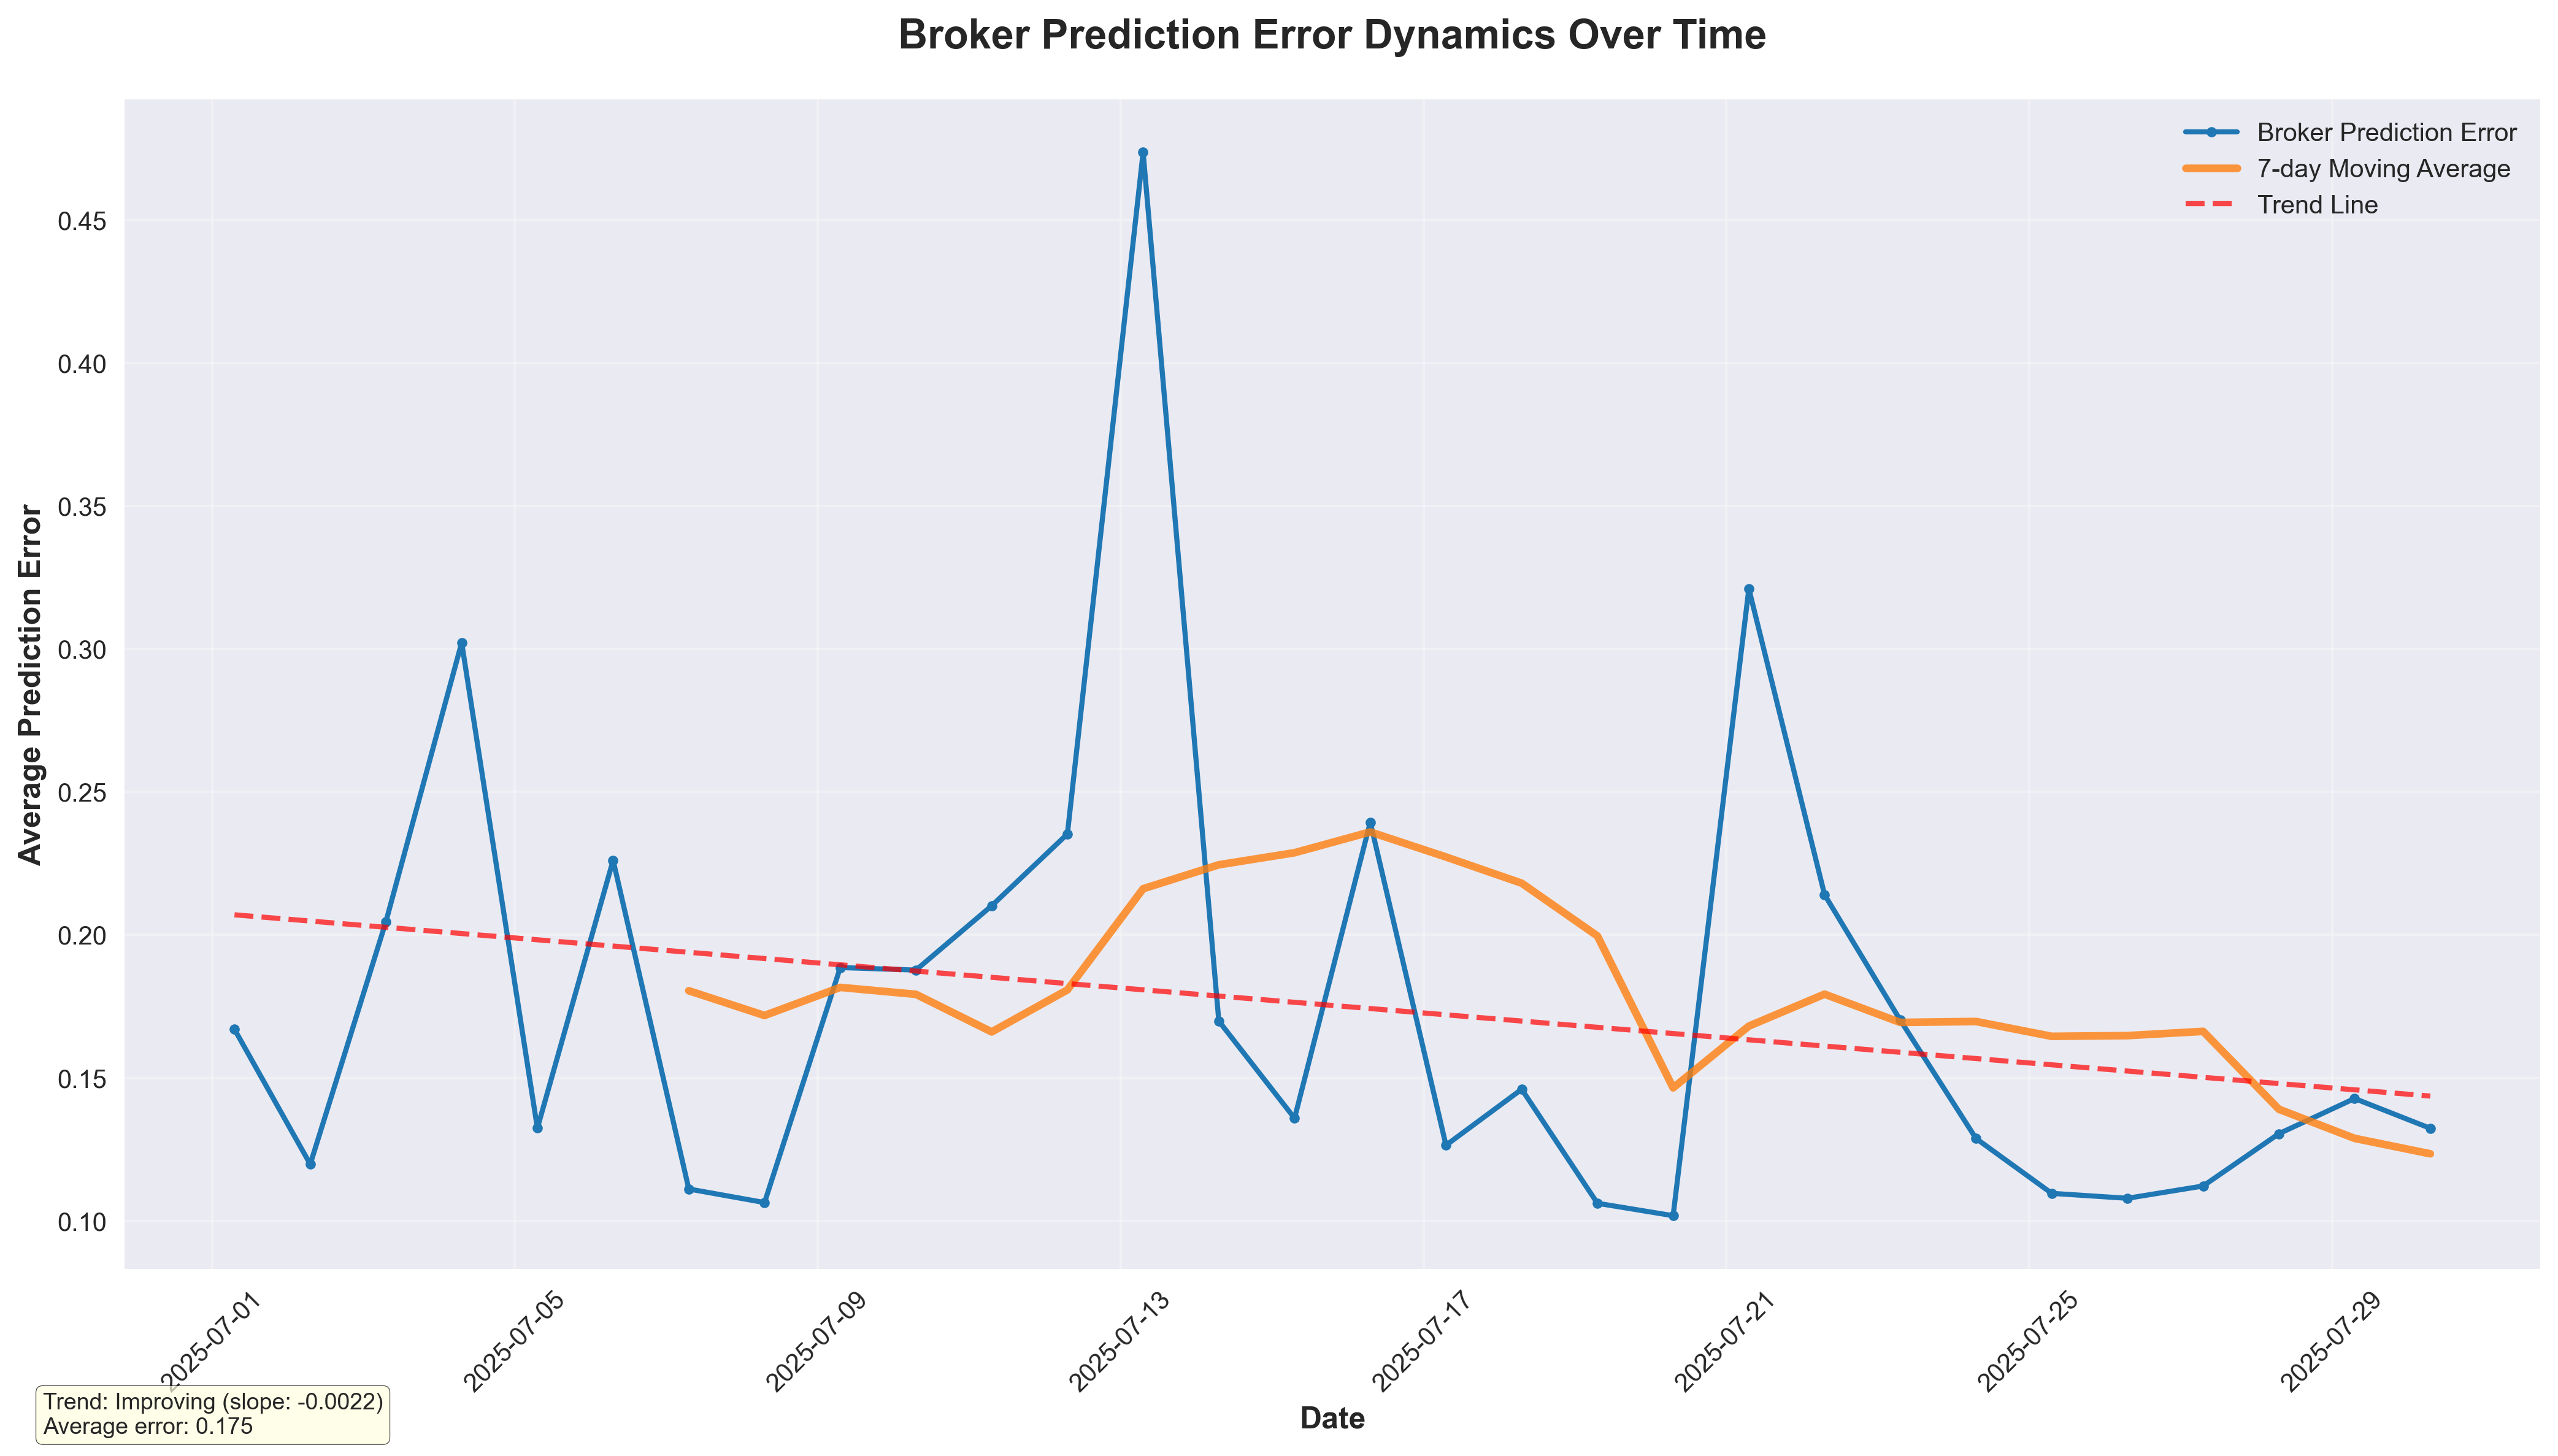 Broker Prediction Error Dynamics Over Time
Broker Prediction Error
7-day Moving Average
Trend Line
Average Prediction Error
0.45
0.40
0.35
0.30
0.25
0.20
0.15
0.10
2025-07-01
2025-07-05
2025-07-09
2025-07-13
2025-07-17
2025-07-21
2025-07-25
2025-07-29
Date
Trend: Improving (slope: -0.0022)
Average error: 0.175